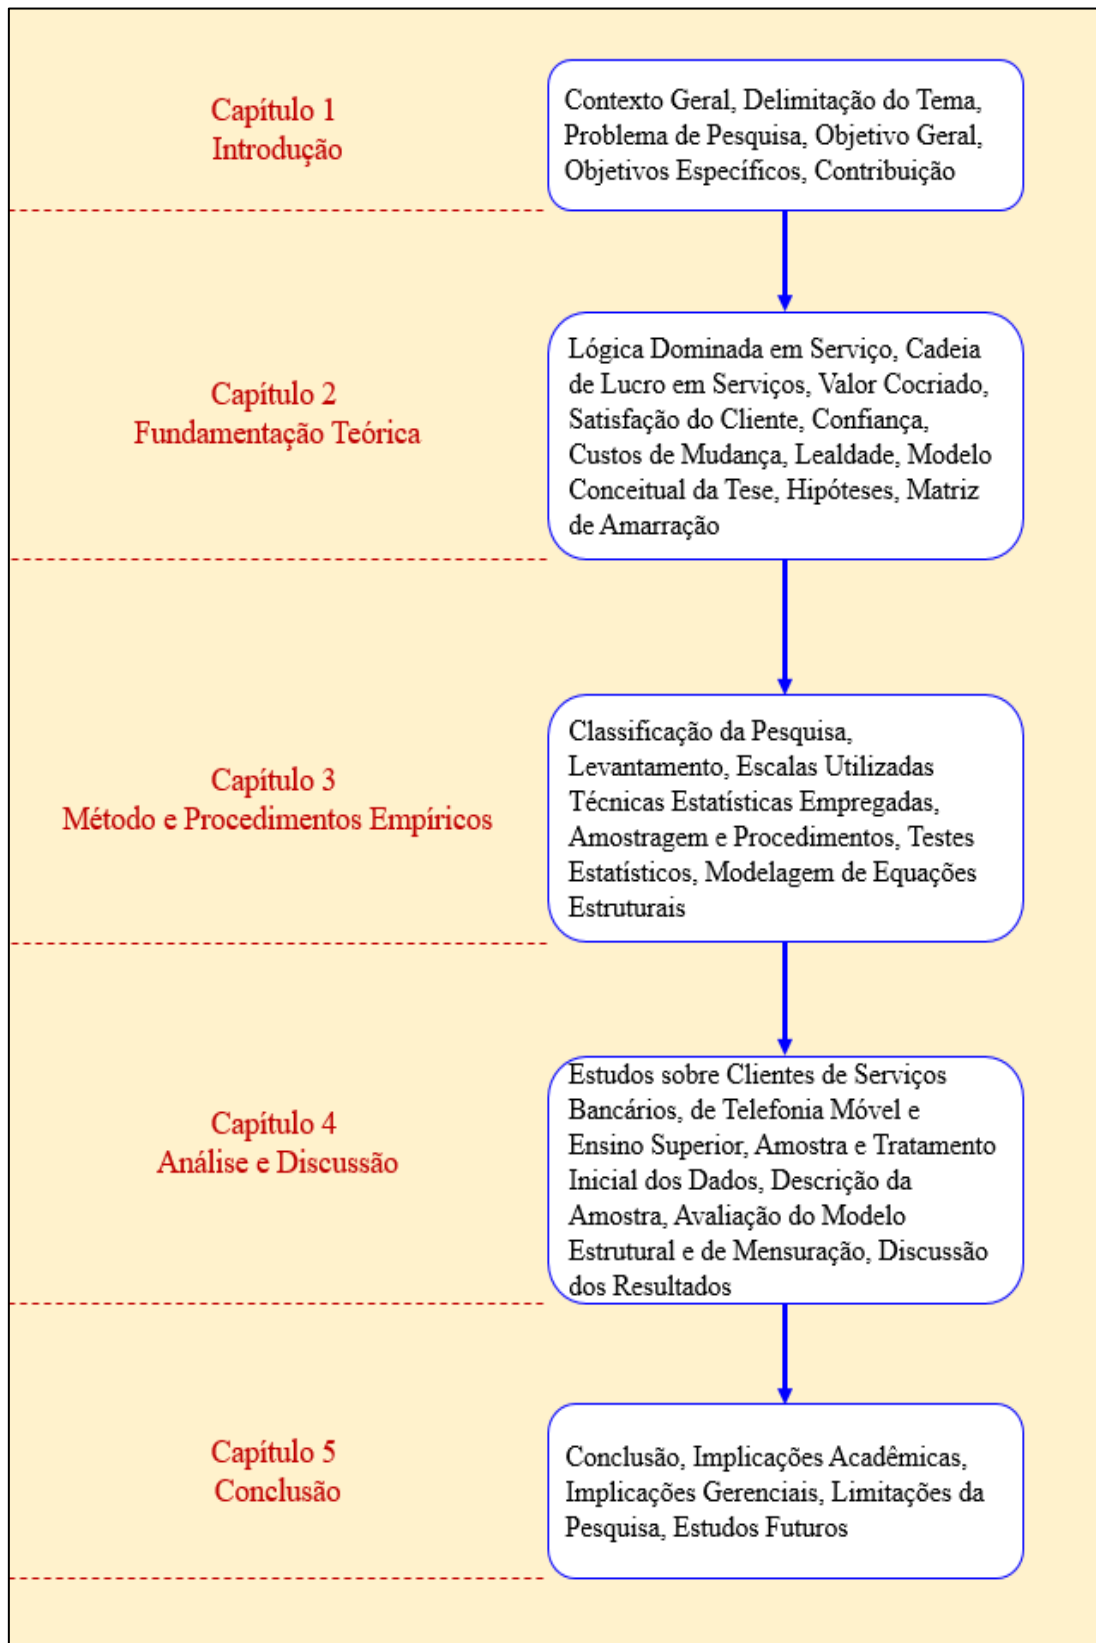 Capítulo 1
Introdução
Contexto Geral, Delimitação do Tema,
Problema de Pesquisa, Objetivo Geral,
Objetivos Específicos, Contribuição
Capítulo 2
Fundamentação Teórica
Lógica Dominada em Serviço, Cadeia
de Lucro em Serviços, Valor Cocriado,
Satisfação do Cliente, Confiança,
Custos de Mudança, Lealdade, Modelo
Conceitual da Tese, Hipóteses, Matriz
de Amarração
Capítulo 3
Método e Procedimentos Empíricos
Classificação da Pesquisa,
Levantamento, Escalas Utilizadas
Técnicas Estatísticas Empregadas,
Amostragem e Procedimentos, Testes
Estatísticos, Modelagem de Equações
Estruturais
Capítulo 4
Análise e Discussão
Estudos sobre Clientes de Serviços
Bancários, de Telefonia Móvel e
Ensino Superior, Amostra e Tratamento
Inicial dos Dados, Descrição da
Amostra, Avaliação do Modelo
Estrutural e de Mensuração, Discussão
dos Resultados
Capítulo 5
Conclusão
Conclusão, Implicações Acadêmicas,
Implicações Gerenciais, Limitações da
Pesquisa, Estudos Futuros